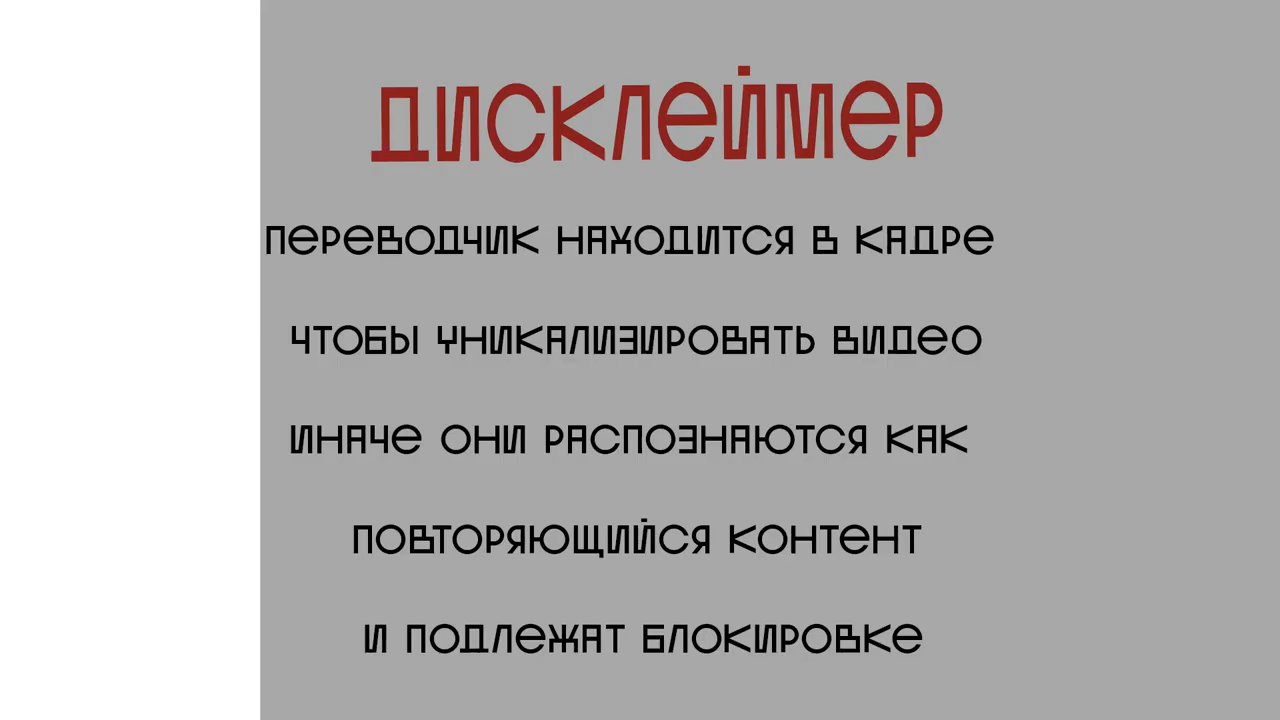 ДИСКЛЕЙМЕР
ПЕРЕВОДЧИК НАХОДИТСЯ В КАДРЕ
ЧТОБЫ УНИКАЛИЗИРОВАТЬ ВИДЕО
ИНАЧЕ ОНИ РАСПОЗНАЮТСЯ КАК
ПОВТОРЯЮЩИЙСЯ КОНТЕНТ
И ПОДЛЕЖАТ БЛОКИРОВКЕ